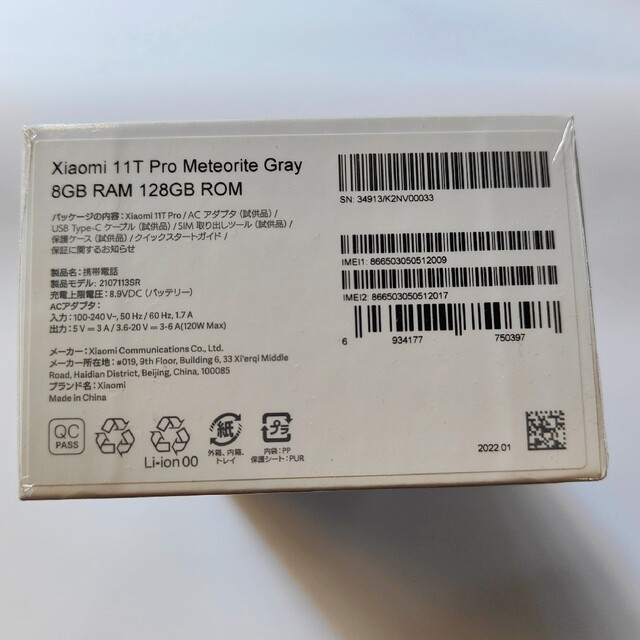 Xiaomi 11T Pro Meteorite Gray
8GB RAM 128GB ROM
パッケージの内容：Xiaomi 11T Pro / AC アダプタ (試供品) /
USB Type-C ケーブル (試供品) / SIM 取り出しツール (試供品) /
保護ケース (試供品) / クイックスタートガイド /
保証に関するお知らせ
製品名：携帯電話
製品モデル: 2107113SR
充電上限電圧：8.9VDC (バッテリー)
ACアダプタ：
入力：100-240 V~, 50 Hz / 60 Hz, 1.7 A
出力：5 V⎓3 A / 3.6-20 V⎓3-6 A(120W Max)
メーカー：Xiaomi Communications Co., Ltd.
メーカー所在地：#019, 9th Floor, Building 6, 33 Xi'erqi Middle
Road, Haidian District, Beijing, China, 100085
ブランド名：Xiaomi
Made in China
QC
PASS
Li-ion 00
紙
外箱、内箱、
トレイ
プラ
内袋：PP
保護シート：PUR
SN: 34913/K2NV00033
IMEI1: 866503050512009
IMEI2: 866503050512017
6 934177 750397
2022.01